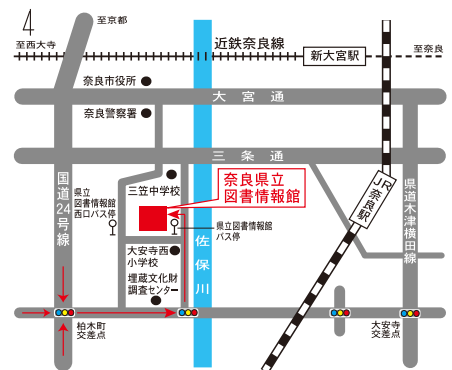 至京都
至西大寺
近鉄奈良線
新大宮駅
至奈良
奈良市役所
大宮通
奈良警察署
三条通
国道24号線
三笠中学校
奈良県立
図書情報館
JR奈良駅
県道木津横田線
県立
図書情報館
西口バス停
県立図書情報館
バス停
佐保川
大安寺西
小学校
埋蔵文化財
調査センター
柏木町
交差点
大安寺
交差点